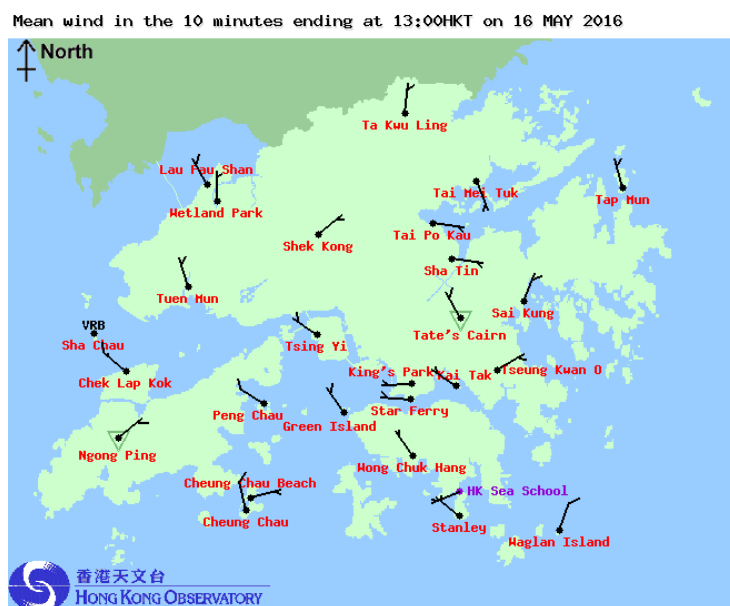 Mean wind in the 10 minutes ending at 13:00HKT on 16 MAY 2016
North
Ta Kwu Ling
Lau Fau Shan
Wetland Park
Tai Mei Tuk
Tap Mun
Shek Kong
Tai Po Kau
Sha Tin
Tuen Mun
Sai Kung
VRB
Sha Chau
Tate's Cairn
Tsing Yi
Chek Lap Kok
King's Park
Kai Tak
Tseung Kwan O
Peng Chau
Green Island
Star Ferry
Ngong Ping
Wong Chuk Hang
Cheung Chau Beach
HK Sea School
Cheung Chau
Stanley
Waglan Island
香港天文台
HONG KONG OBSERVATORY